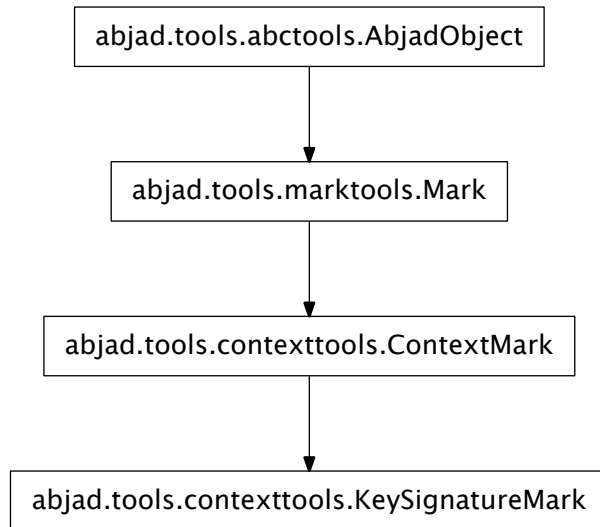 abjad.tools.abctools.AbjadObject
abjad.tools.marktools.Mark
abjad.tools.contexttools.ContextMark
abjad.tools.contexttools.KeySignatureMark